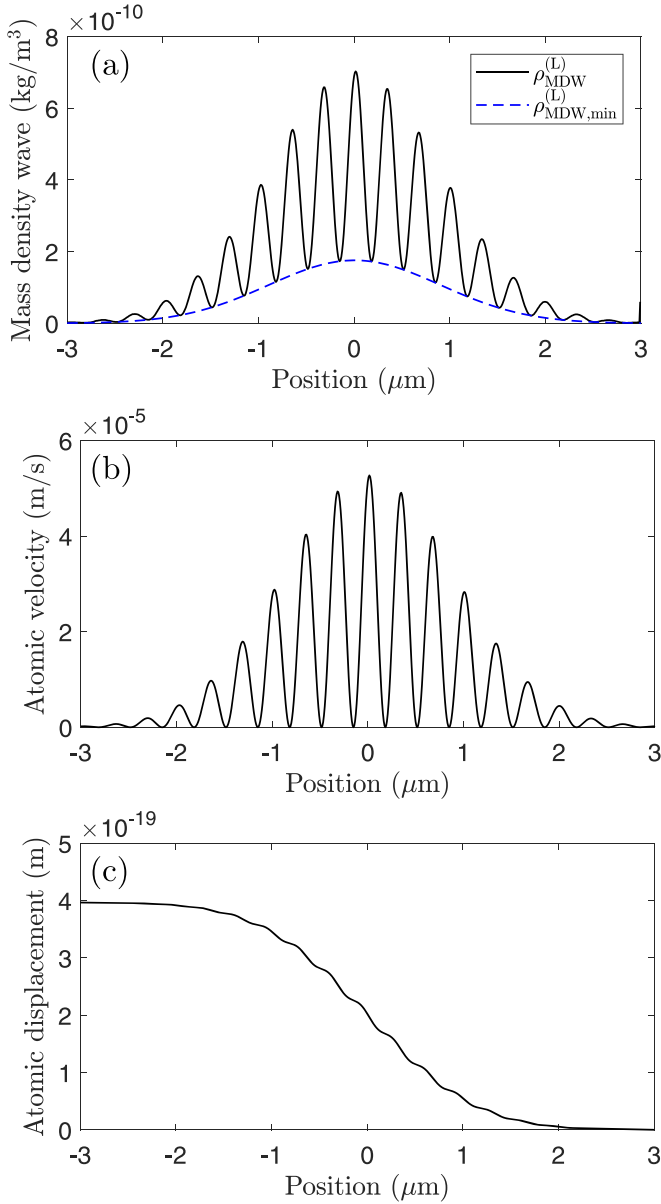 ×10⁻¹⁰
(a)
Mass density wave (kg/m³)
8
6
4
2
0
ρ_MDW^(L)
ρ_MDW,min^(L)
-3 -2 -1 0 1 2 3
Position (μm)
×10⁻⁵
(b)
Atomic velocity (m/s)
6
4
2
0
-3 -2 -1 0 1 2 3
Position (μm)
×10⁻¹⁹
(c)
Atomic displacement (m)
5
4
3
2
1
0
-3 -2 -1 0 1 2 3
Position (μm)